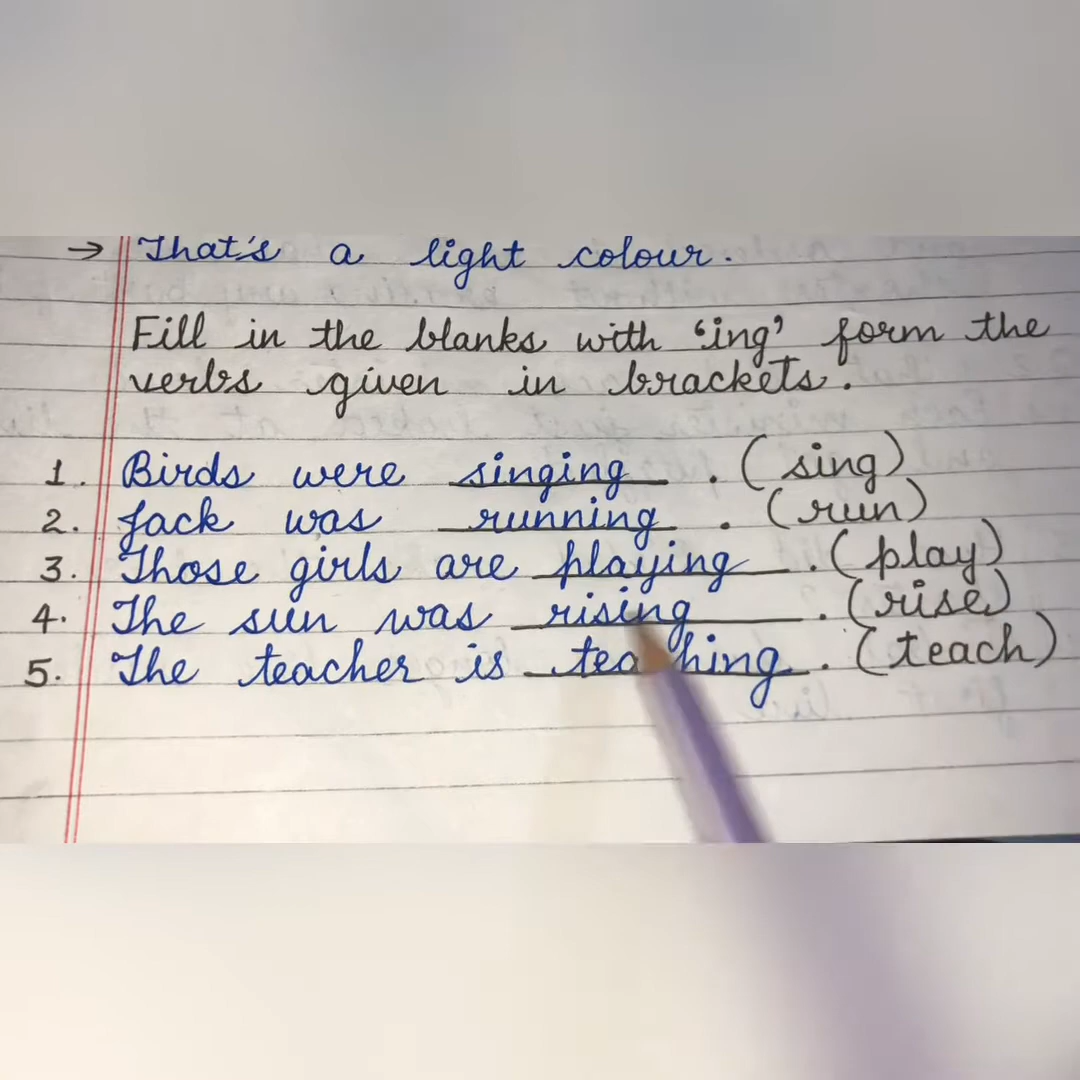 → That's a light colour.
Fill in the blanks with 'ing' form the
verbs given in brackets.
1. Birds were singing. (sing)
2. Jack was running. (run)
3. Those girls are playing. (play)
4. The sun was rising. (rise)
5. The teacher is teaching. (teach)